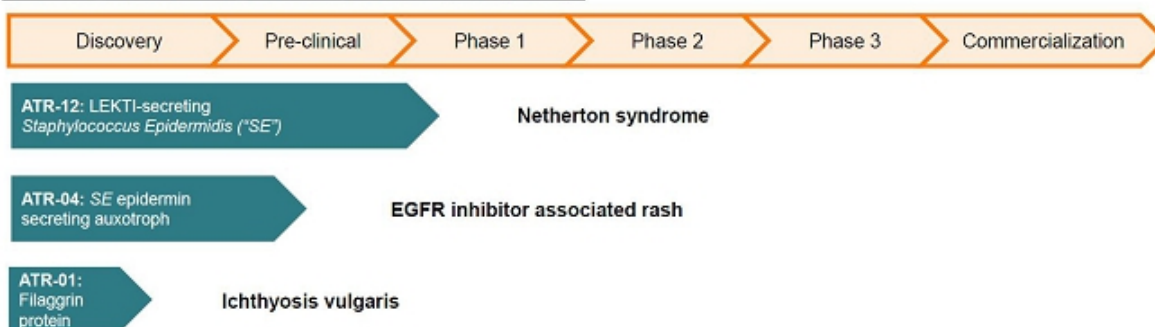 Discovery
Pre-clinical
Phase 1
Phase 2
Phase 3
Commercialization
ATR-12: LEKTI-secreting
Staphylococcus Epidermidis ("SE")
Netherton syndrome
ATR-04: SE epidermin
secreting auxotroph
EGFR inhibitor associated rash
ATR-01:
Filaggrin
protein
Ichthyosis vulgaris